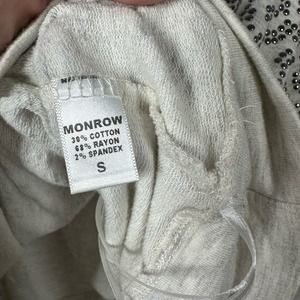 MONROW
30% COTTON
68% RAYON
2% SPANDEX
S